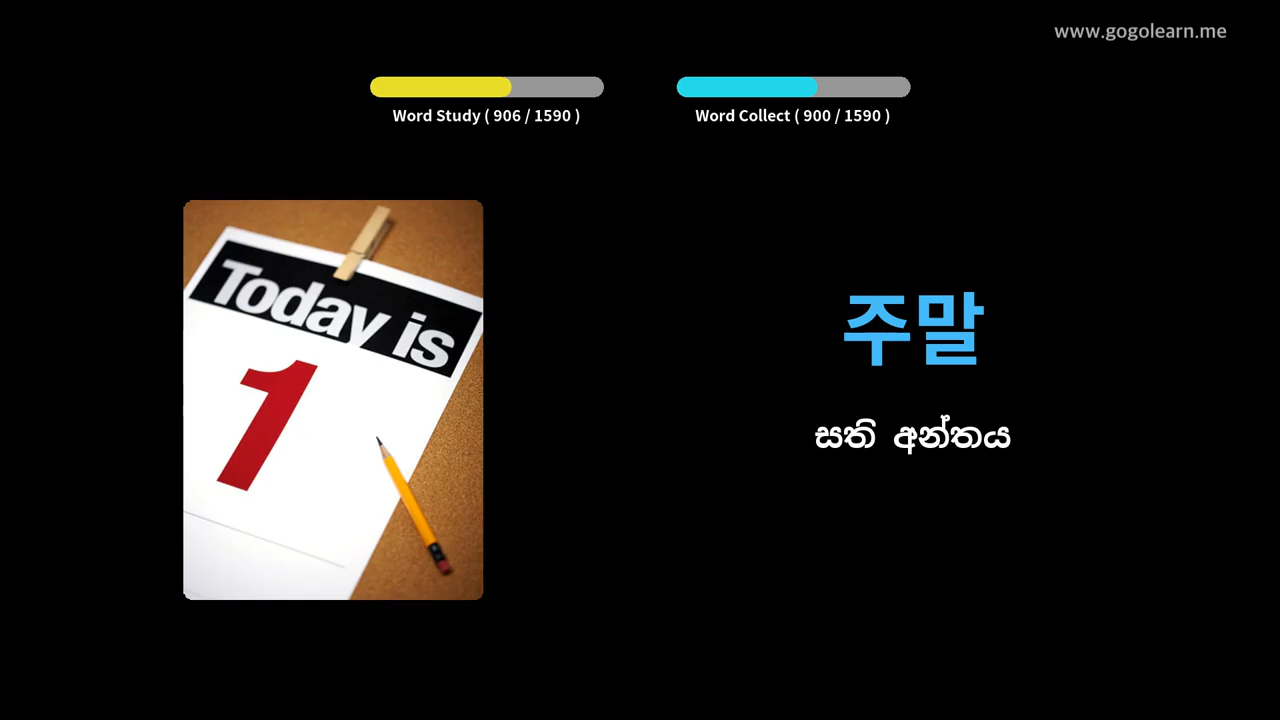 www.gogolearn.me
Word Study ( 906 / 1590 )
Word Collect ( 900 / 1590 )
Today is
1
주말
සති අන්තය